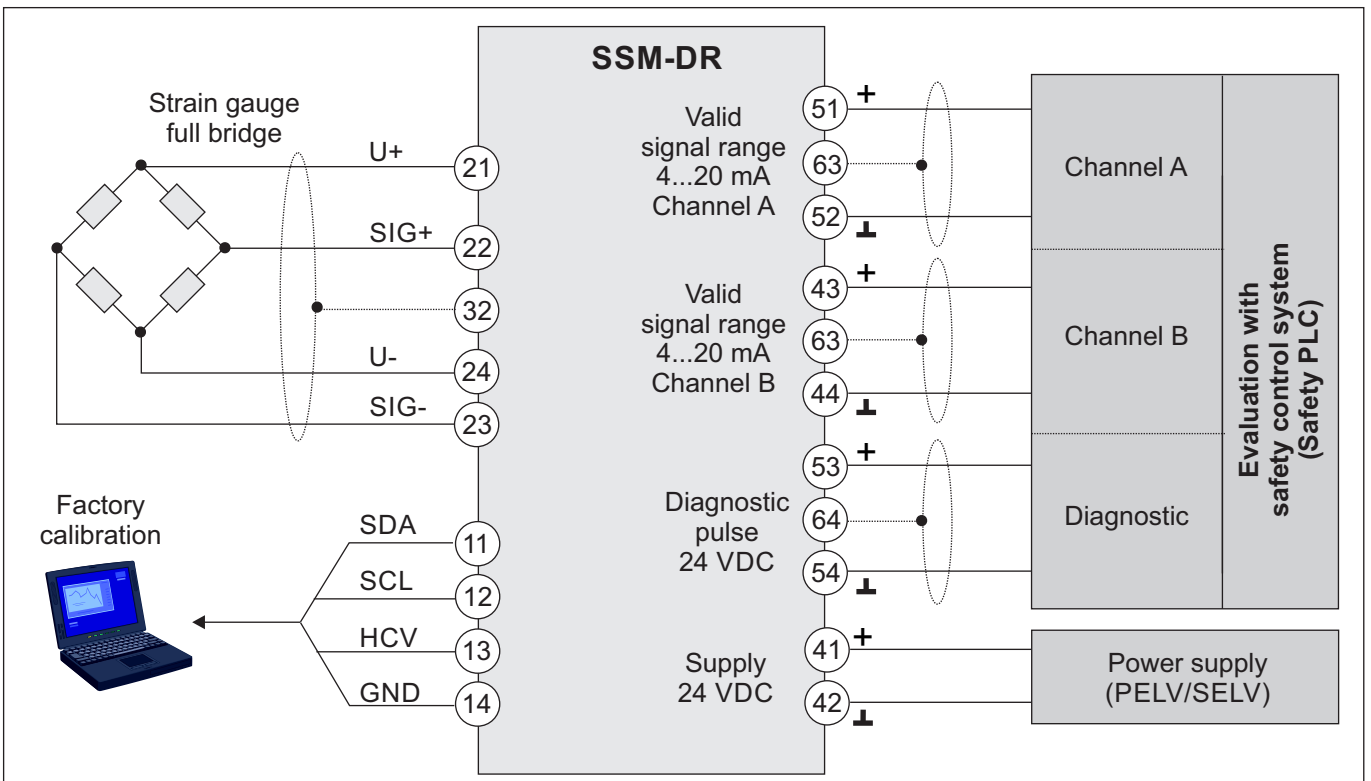 SSM-DR
Strain gauge
full bridge
U+
21
SIG+
22
32
U-
24
SIG-
23
Factory
calibration
SDA
11
SCL
12
HCV
13
GND
14
Valid
signal range
4...20 mA
Channel A
51
+
63
52
Valid
signal range
4...20 mA
Channel B
43
+
63
44
Diagnostic
pulse
24 VDC
53
+
64
54
Supply
24 VDC
41
+
42
Channel A
Channel B
Diagnostic
Evaluation with
safety control system
(Safety PLC)
Power supply
(PELV/SELV)